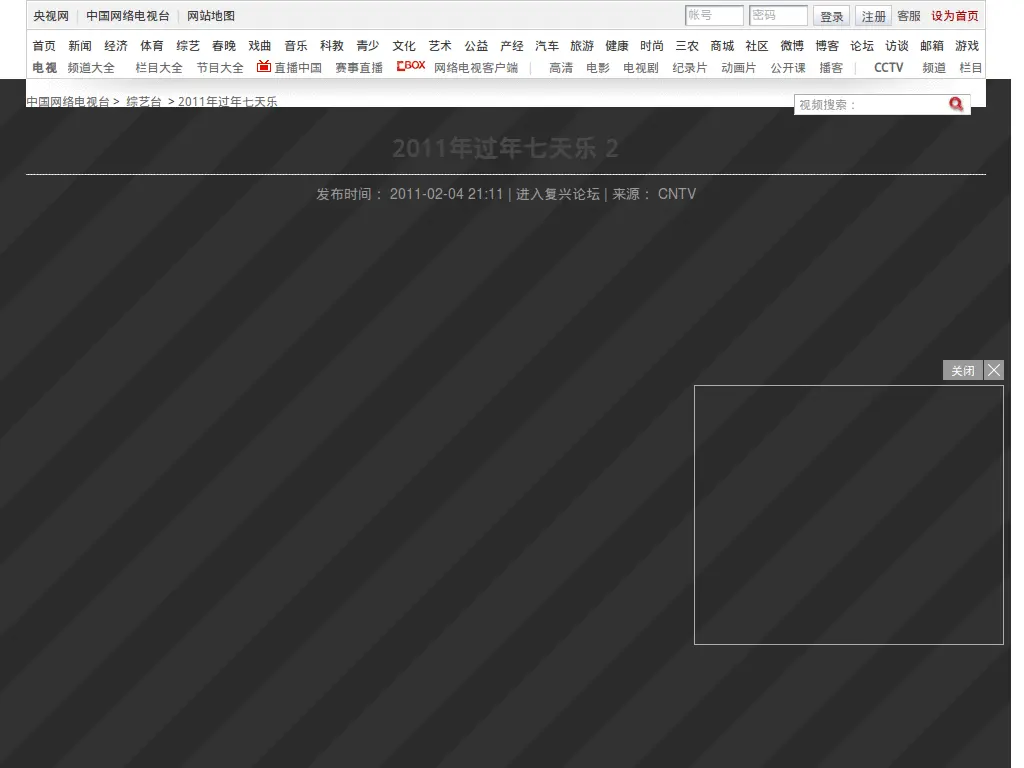 央视网 | 中国网络电视台 | 网站地图 帐号 密码 登录 注册 客服 设为首页
首页 新闻 经济 体育 综艺 春晚 戏曲 音乐 科教 青少 文化 艺术 公益 产经 汽车 旅游 健康 时尚 三农 商城 社区 微博 博客 论坛 访谈 邮箱 游戏
电视 频道大全 栏目大全 节目大全 直播中国 赛事直播 CBOX 网络电视客户端 | 高清 电影 电视剧 纪录片 动画片 公开课 播客 | CCTV 频道 栏目
中国网络电视台 > 综艺台 > 2011年过年七天乐 视频搜索：
2011年过年七天乐 2
发布时间：2011-02-04 21:11 | 进入复兴论坛 | 来源：CNTV
关闭